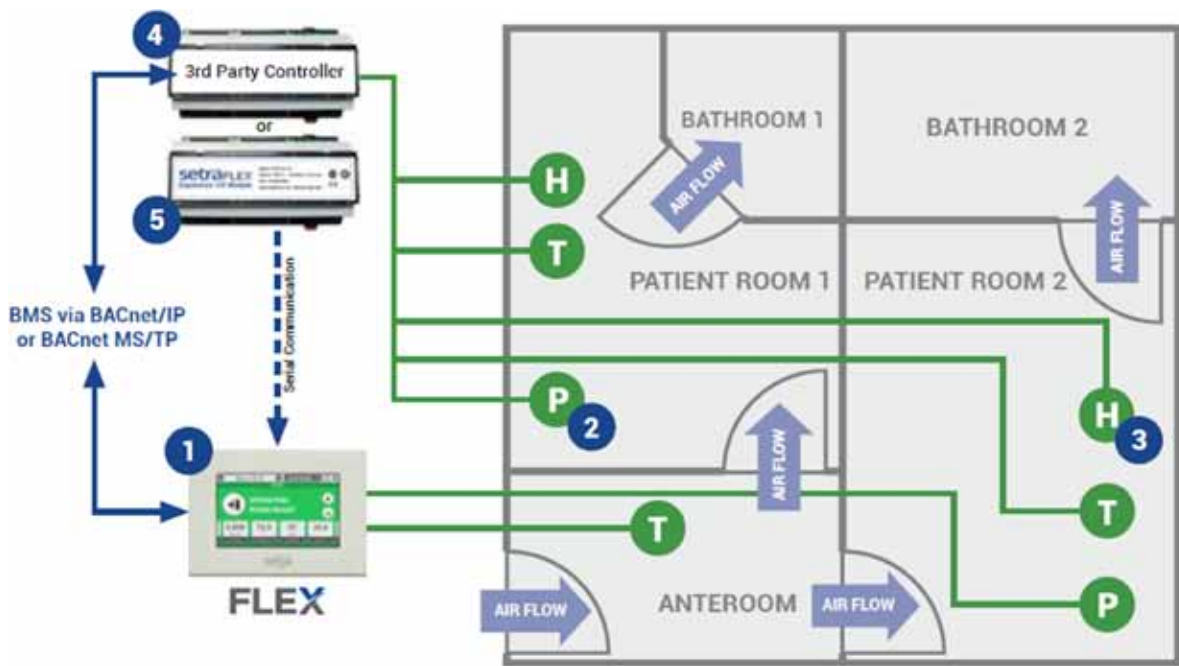 4
3rd Party Controller
or
setraFLEX
Expansion I/O Module
5
Serial Communication
BMS via BACnet/IP
or BACnet MS/TP
1
FLEX
BATHROOM 1
BATHROOM 2
AIR FLOW
AIR FLOW
H
T
PATIENT ROOM 1
PATIENT ROOM 2
P
2
H
3
AIR FLOW
T
T
P
AIR FLOW
ANTEROOM
AIR FLOW